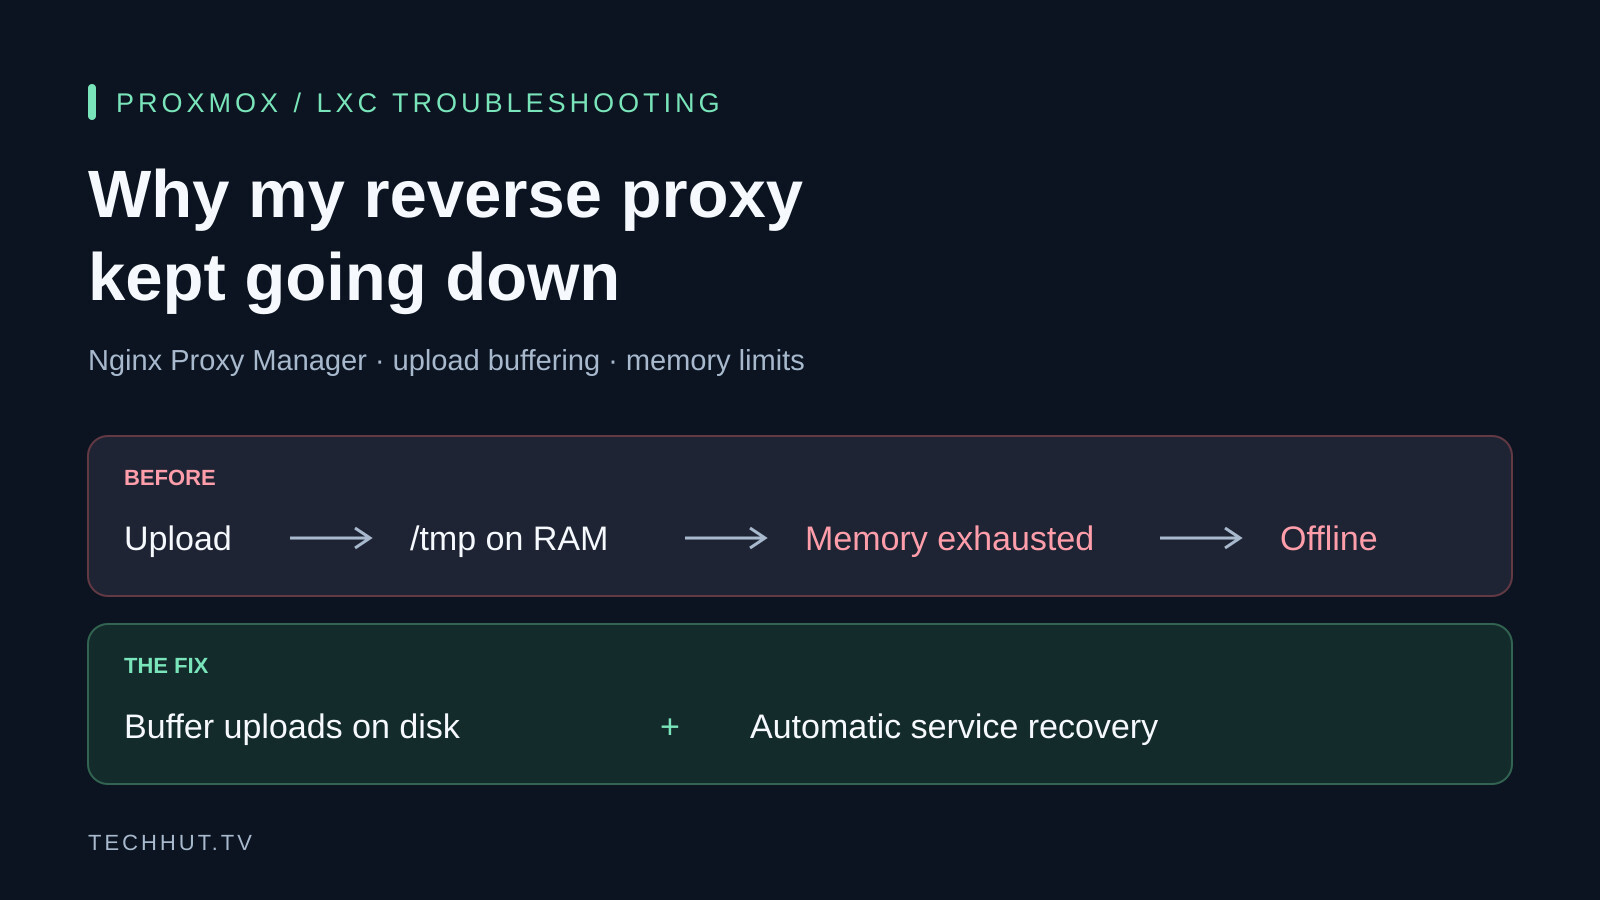 PROXMOX / LXC TROUBLESHOOTING
Why my reverse proxy
kept going down
Nginx Proxy Manager · upload buffering · memory limits
BEFORE
Upload → /tmp on RAM → Memory exhausted → Offline
THE FIX
Buffer uploads on disk + Automatic service recovery
TECHHUT.TV